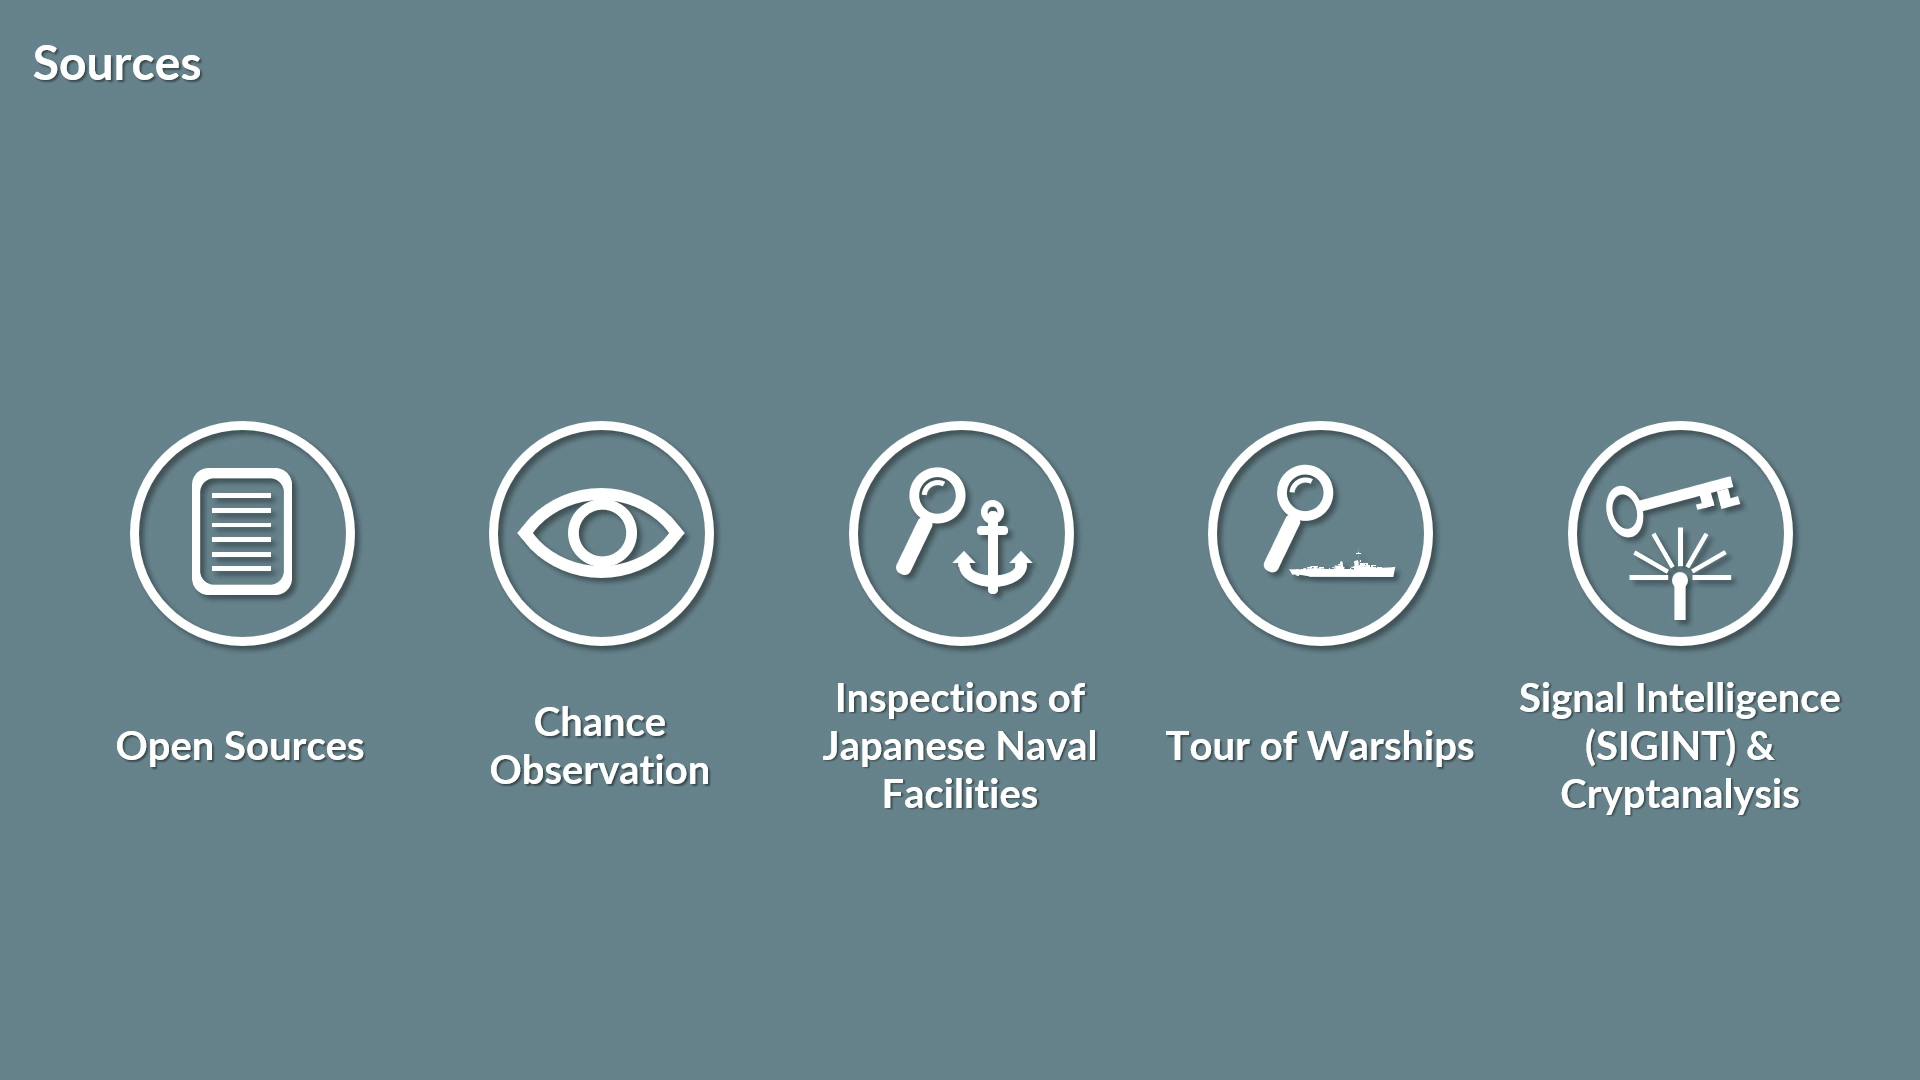 Sources
Open Sources
Chance
Observation
Inspections of
Japanese Naval
Facilities
Tour of Warships
Signal Intelligence
(SIGINT) &
Cryptanalysis